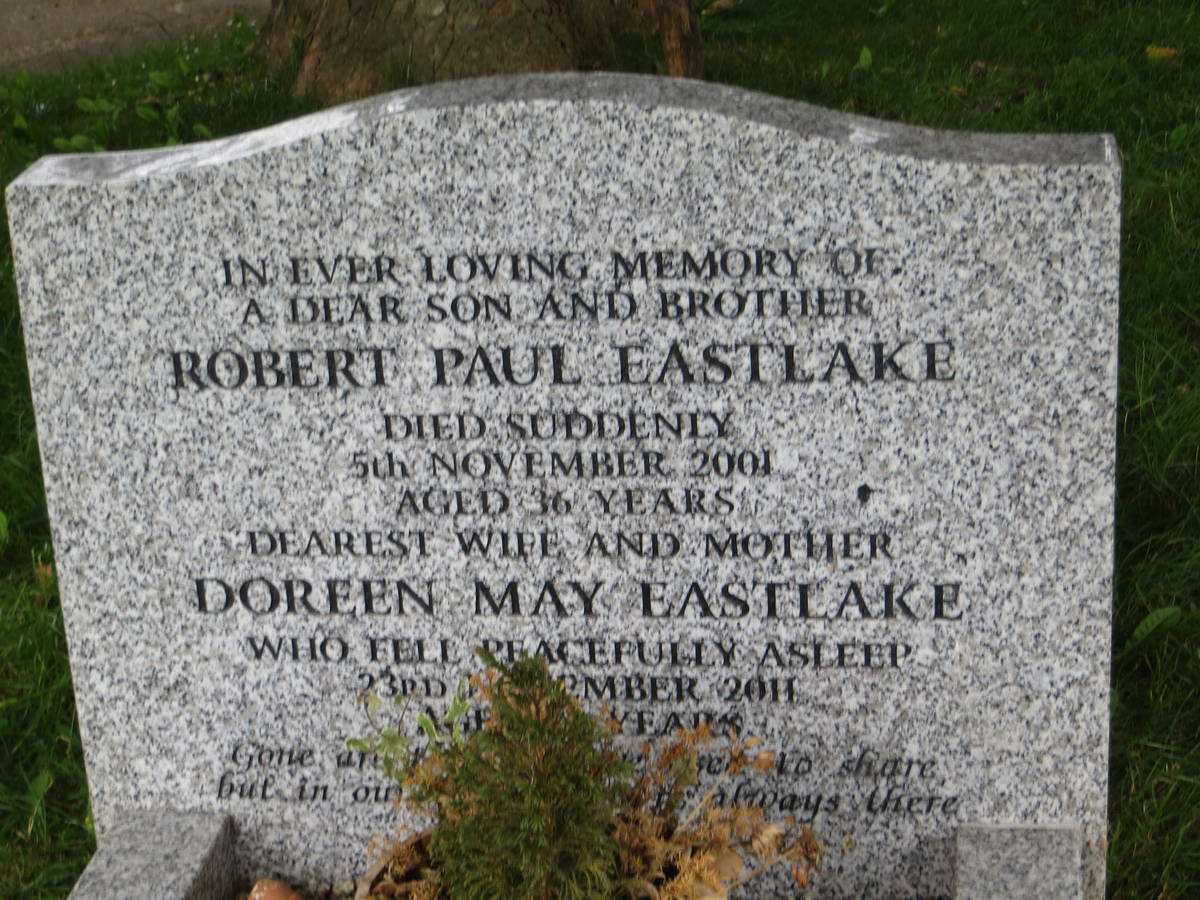 IN EVER LOVING MEMORY OF
A DEAR SON AND BROTHER
ROBERT PAUL EASTLAKE
DIED SUDDENLY
5th NOVEMBER 2001
AGED 36 YEARS
DEAREST WIFE AND MOTHER
DOREEN MAY EASTLAKE
WHO FELL PEACEFULLY ASLEEP
23RD 2011
YEARS
Gone to share
but in always there